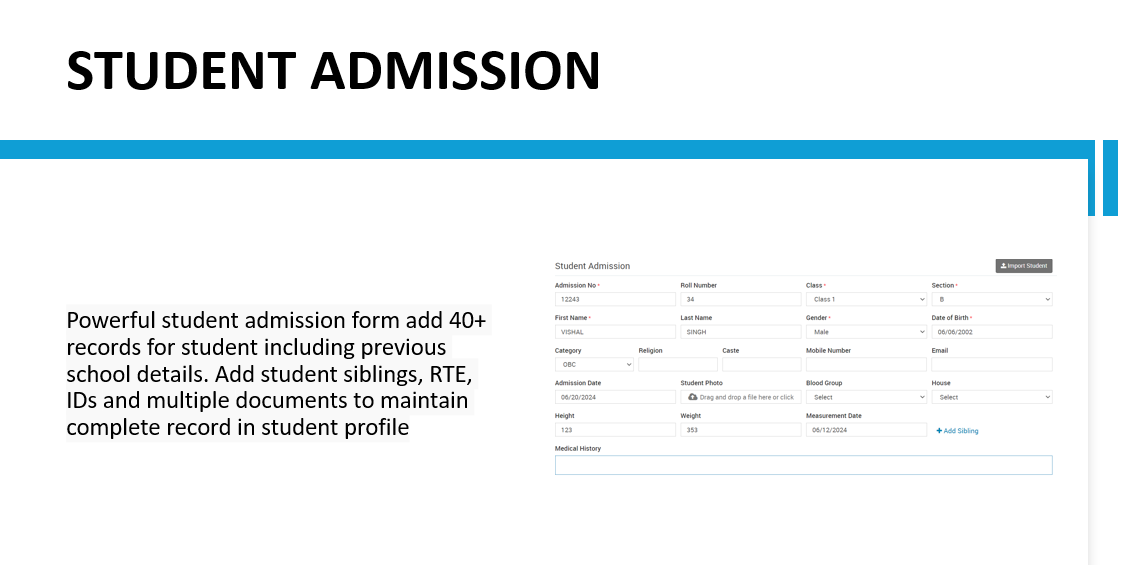 STUDENT ADMISSION
Powerful student admission form add 40+
records for student including previous
school details. Add student siblings, RTE,
IDs and multiple documents to maintain
complete record in student profile
Student Admission
Import Student
Admission No * Roll Number Class * Section *
12243 34 Class 1 B
First Name * Last Name Gender * Date of Birth *
VISHAL SINGH Male 06/06/2002
Category Religion Caste Mobile Number Email
OBC
Admission Date Student Photo Blood Group House
06/20/2024 Drag and drop a file here or click Select Select
Height Weight Measurement Date
123 353 06/12/2024 + Add Sibling
Medical History